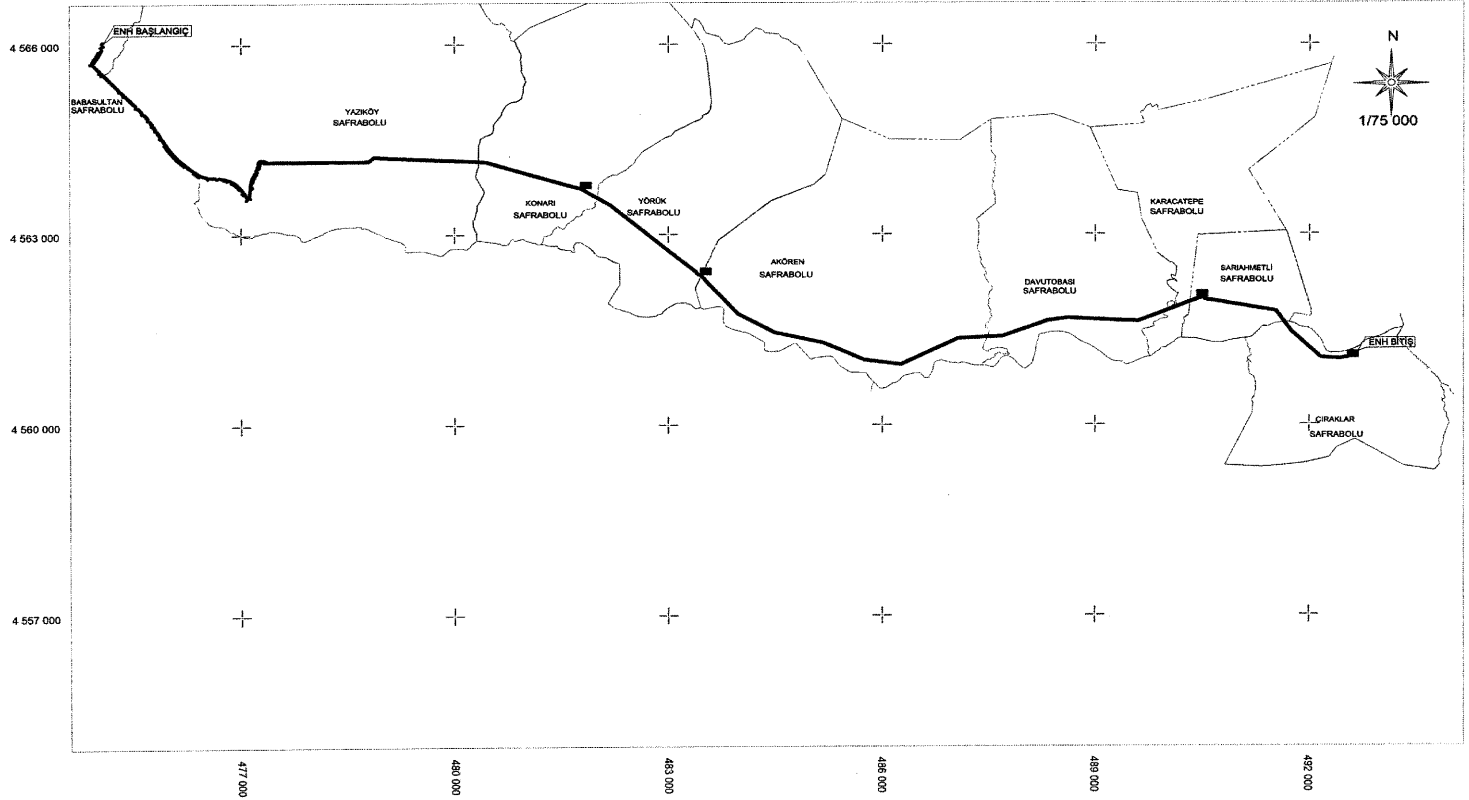 ENH BAŞLANGIÇ
4 566 000
N
1/75 000
BABASULTAN
SAFRABOLU
YAZIKÖY
SAFRABOLU
KONARI
SAFRABOLU
YÖRÜK
SAFRABOLU
KARACATEPE
SAFRABOLU
4 563 000
AKÖREN
SAFRABOLU
DAVUTOBASI
SAFRABOLU
SARIAHMETLİ
SAFRABOLU
ENH BİTİŞ
4 560 000
ÇIRAKLAR
SAFRABOLU
4 557 000
477 000
480 000
483 000
486 000
489 000
492 000